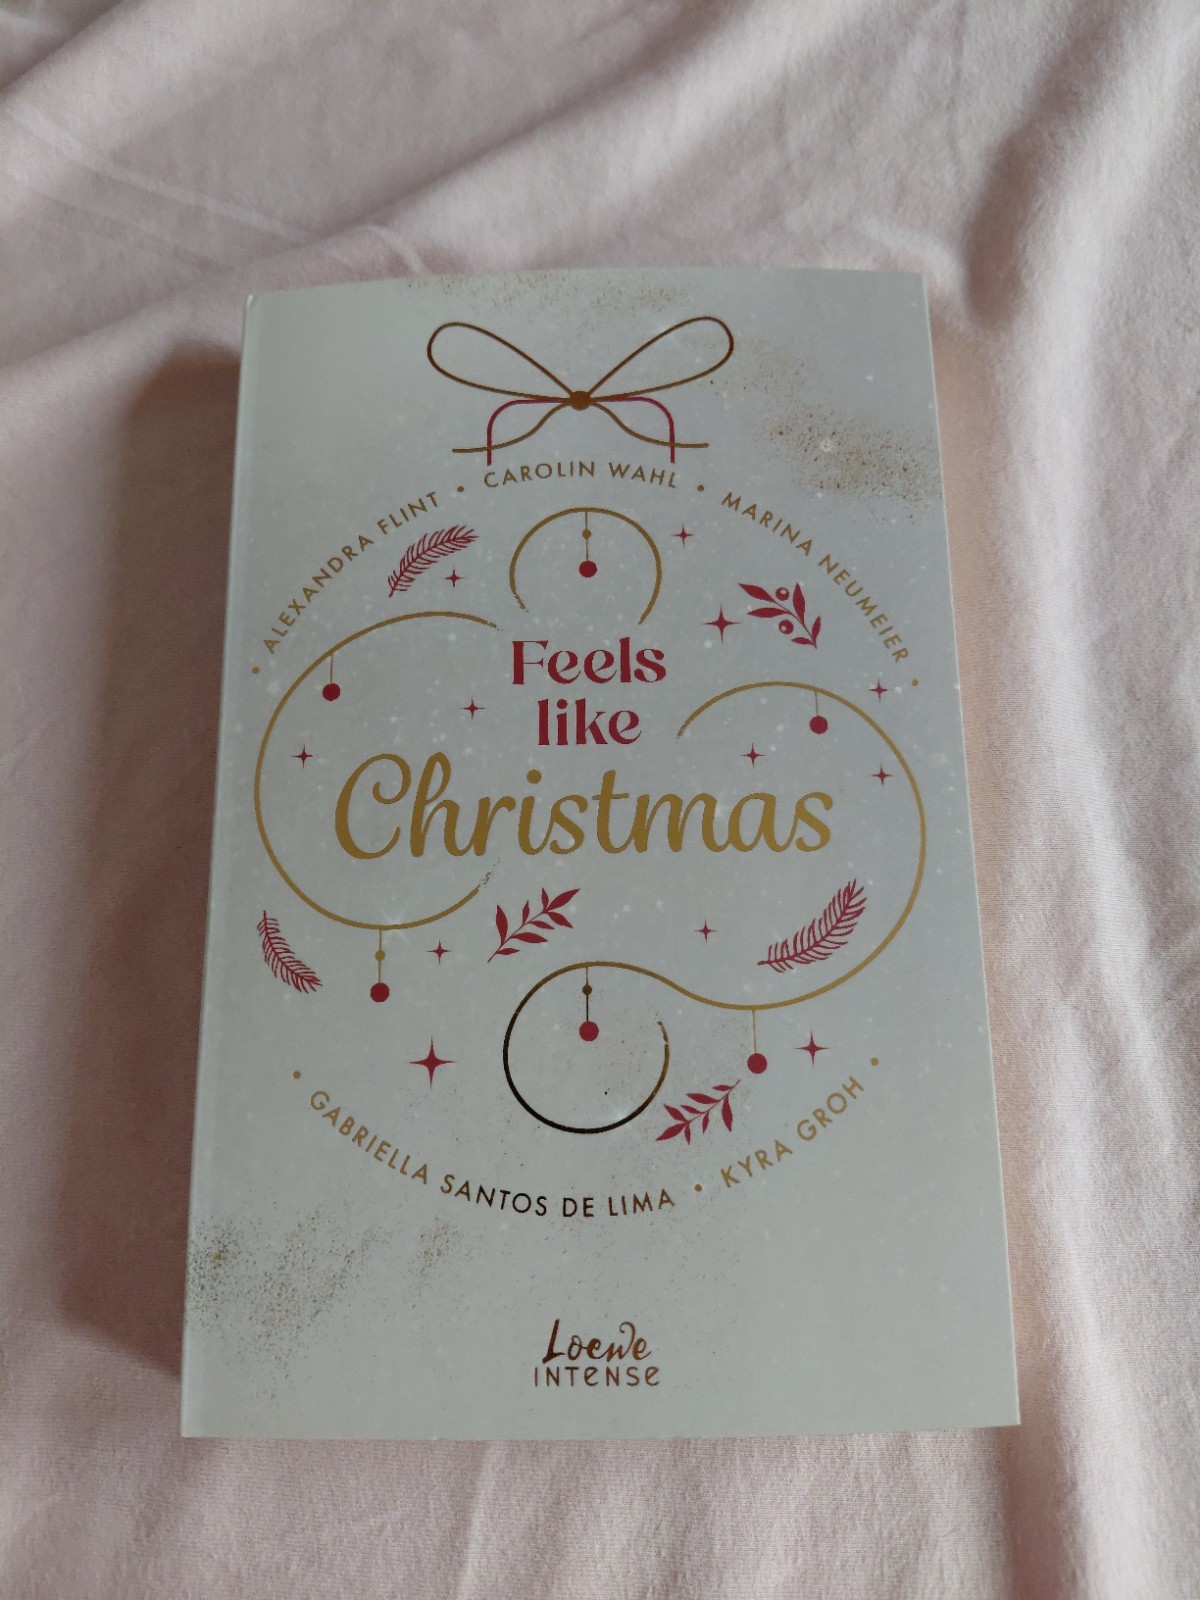 • ALEXANDRA FLINT • CAROLIN WAHL • MARINA NEUMEIER •
Feels
like
Christmas
• GABRIELLA SANTOS DE LIMA • KYRA GROH •
Loewe
INTENSE